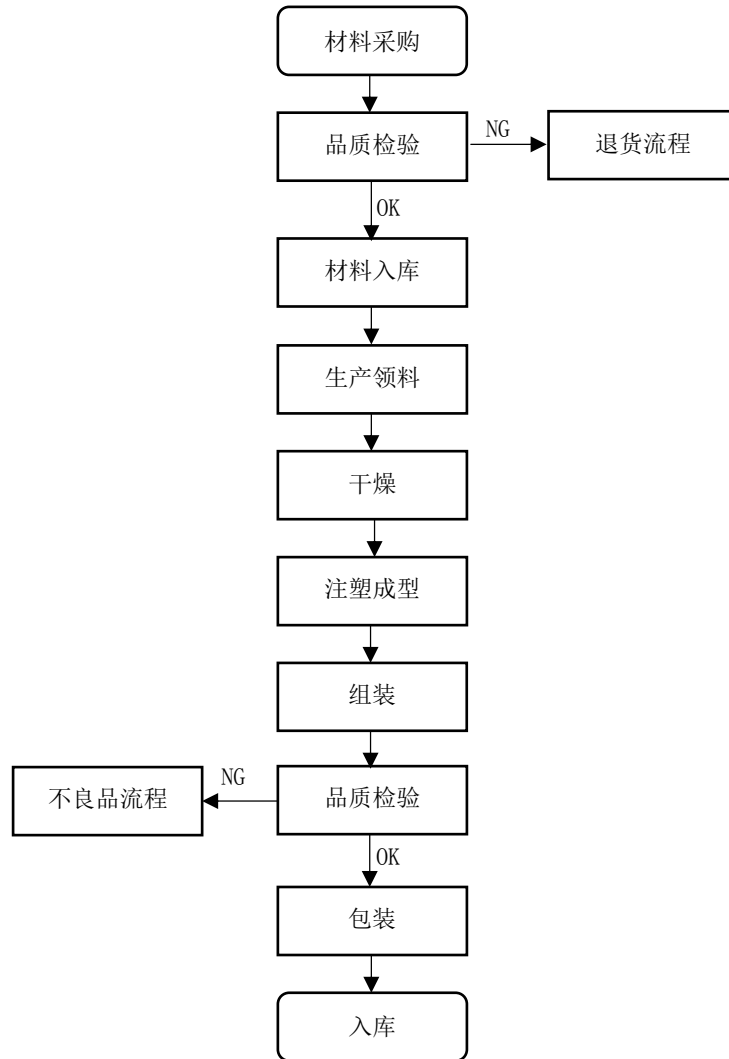 材料采购
品质检验
NG
退货流程
OK
材料入库
生产领料
干燥
注塑成型
组装
不良品流程
NG
品质检验
OK
包装
入库